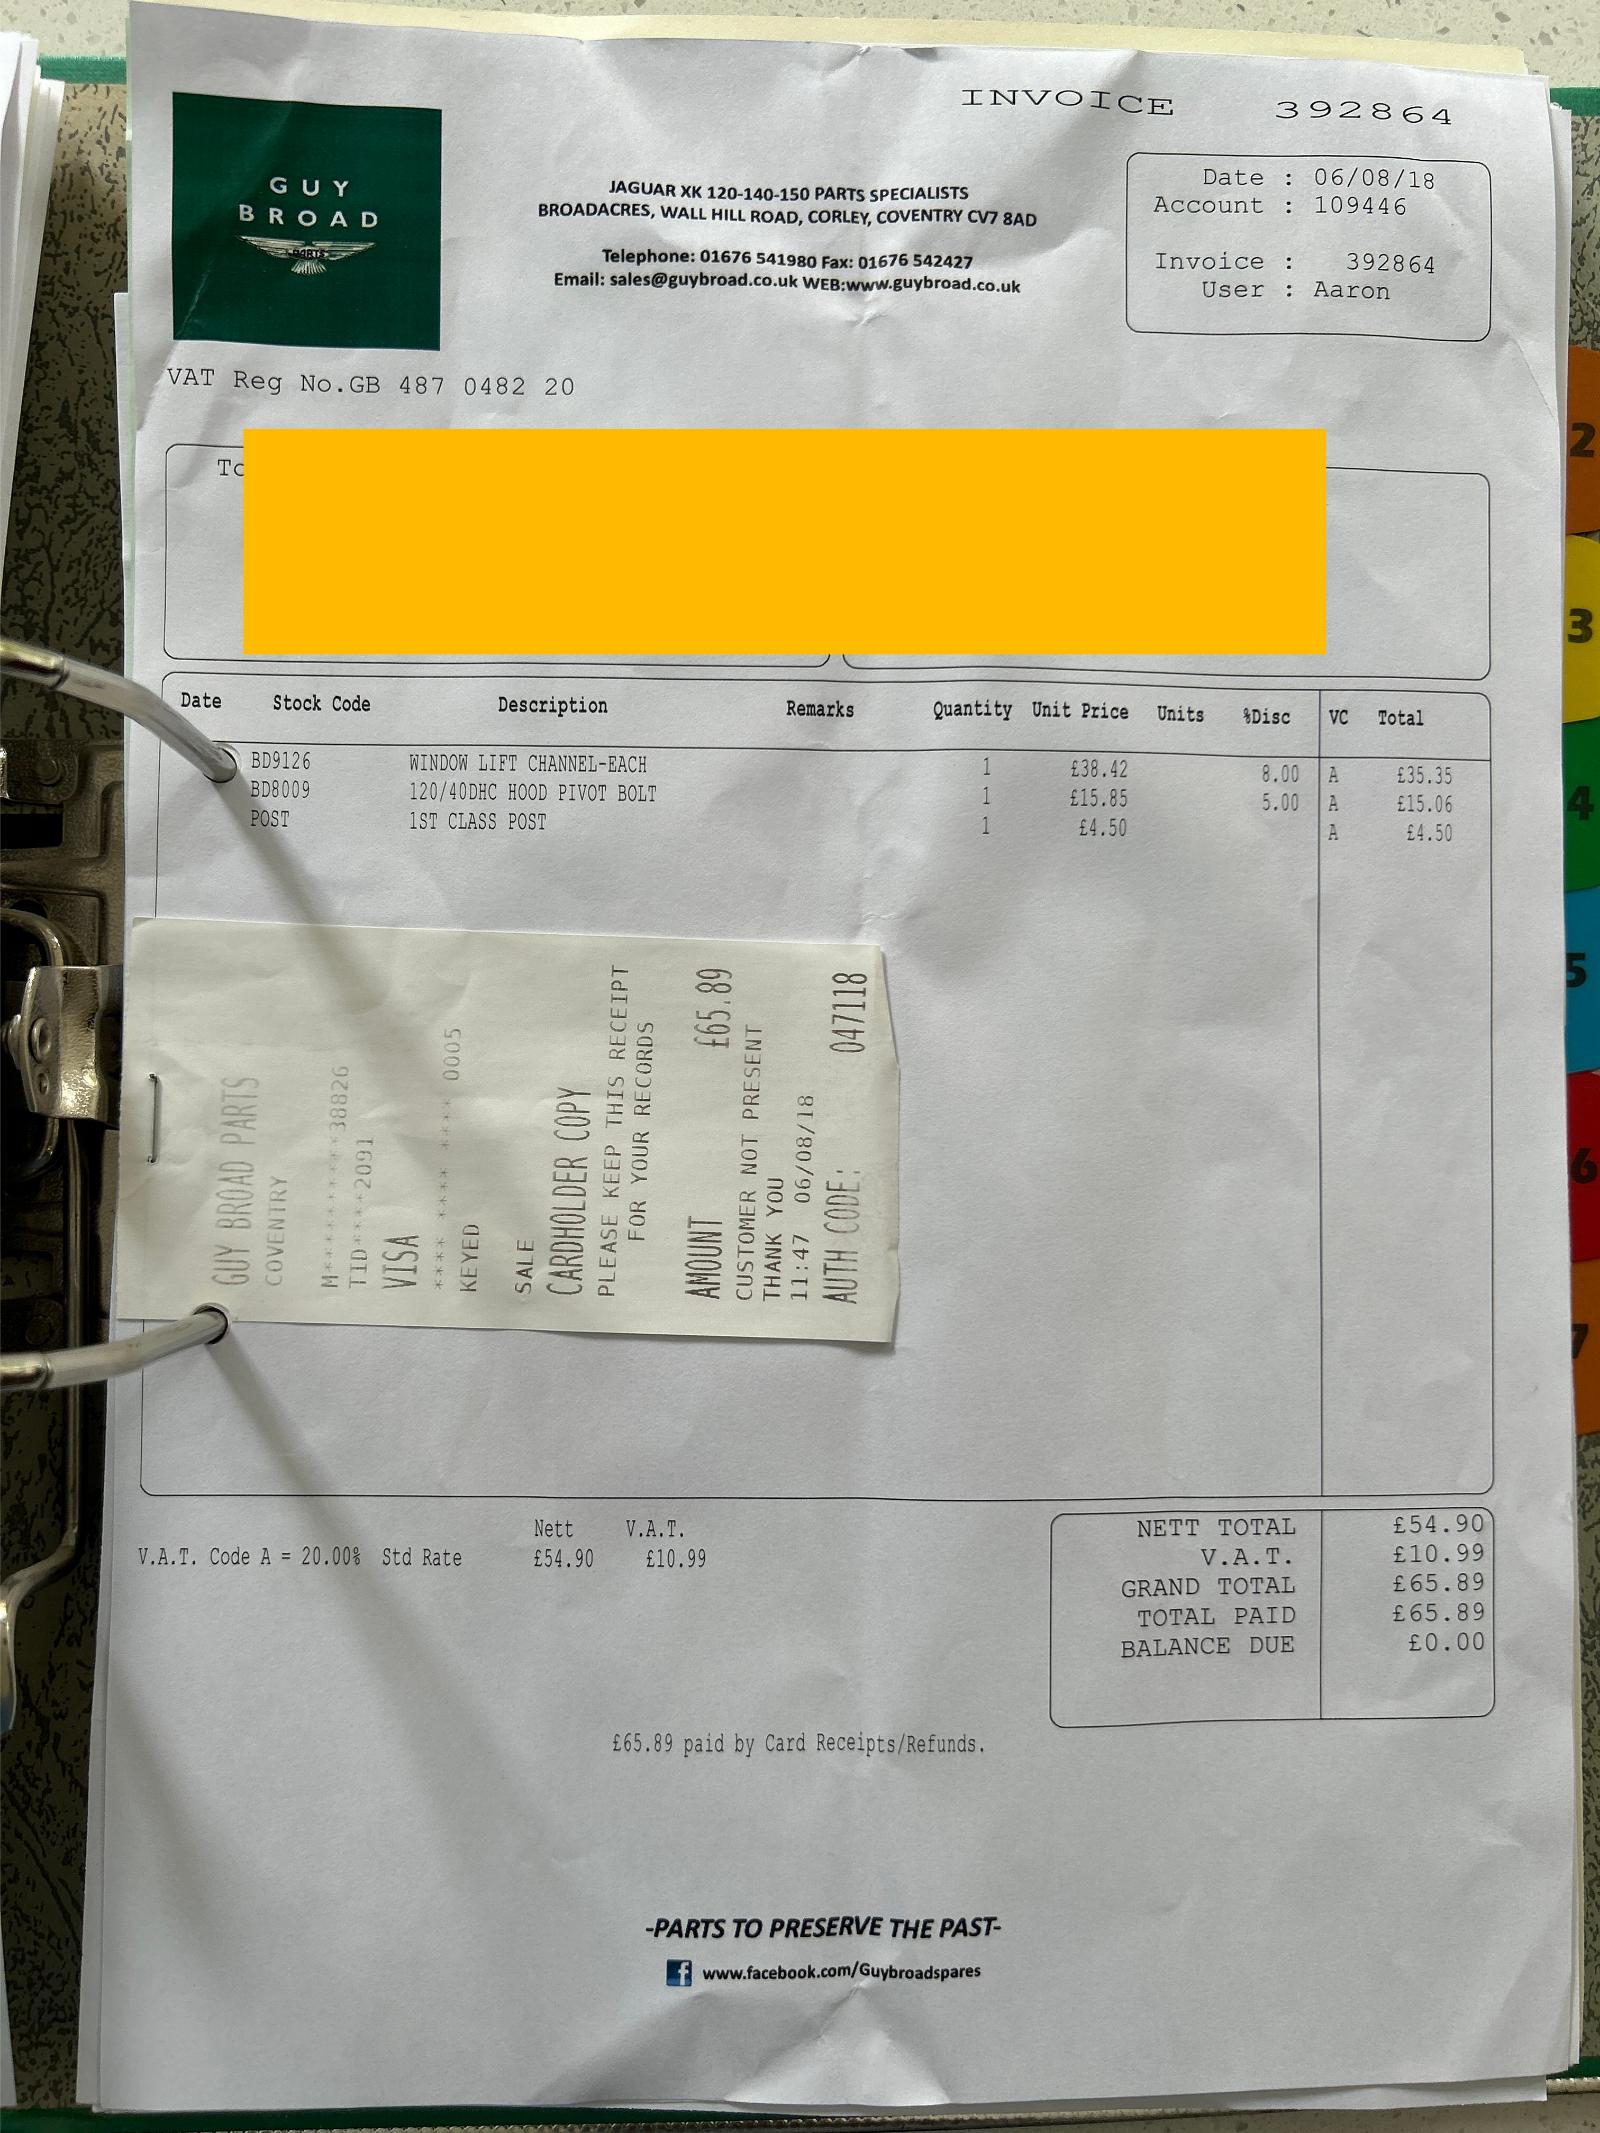 INVOICE 392864
GUY
BROAD
PARTS
JAGUAR XK 120-140-150 PARTS SPECIALISTS
BROADACRES, WALL HILL ROAD, CORLEY, COVENTRY CV7 8AD
Telephone: 01676 541980 Fax: 01676 542427
Email: sales@guybroad.co.uk WEB:www.guybroad.co.uk
Date : 06/08/18
Account : 109446
Invoice : 392864
User : Aaron
VAT Reg No.GB 487 0482 20
Date Stock Code Description Remarks Quantity Unit Price Units %Disc VC Total
BD9126 WINDOW LIFT CHANNEL-EACH 1 £38.42 8.00 A £35.35
BD8009 120/40DHC HOOD PIVOT BOLT 1 £15.85 5.00 A £15.06
POST 1ST CLASS POST 1 £4.50 A £4.50
GUY BROAD PARTS
COVENTRY
M**********38826
TID****2091
VISA
**** **** **** 0005
KEYED
SALE
CARDHOLDER COPY
PLEASE KEEP THIS RECEIPT
FOR YOUR RECORDS
AMOUNT £65.89
CUSTOMER NOT PRESENT
THANK YOU
11:47 06/08/18
AUTH CODE: 047118
Nett V.A.T.
V.A.T. Code A = 20.00% Std Rate £54.90 £10.99
NETT TOTAL £54.90
V.A.T. £10.99
GRAND TOTAL £65.89
TOTAL PAID £65.89
BALANCE DUE £0.00
£65.89 paid by Card Receipts/Refunds.
-PARTS TO PRESERVE THE PAST-
f www.facebook.com/Guybroadspares
2
3
4
5
6
7